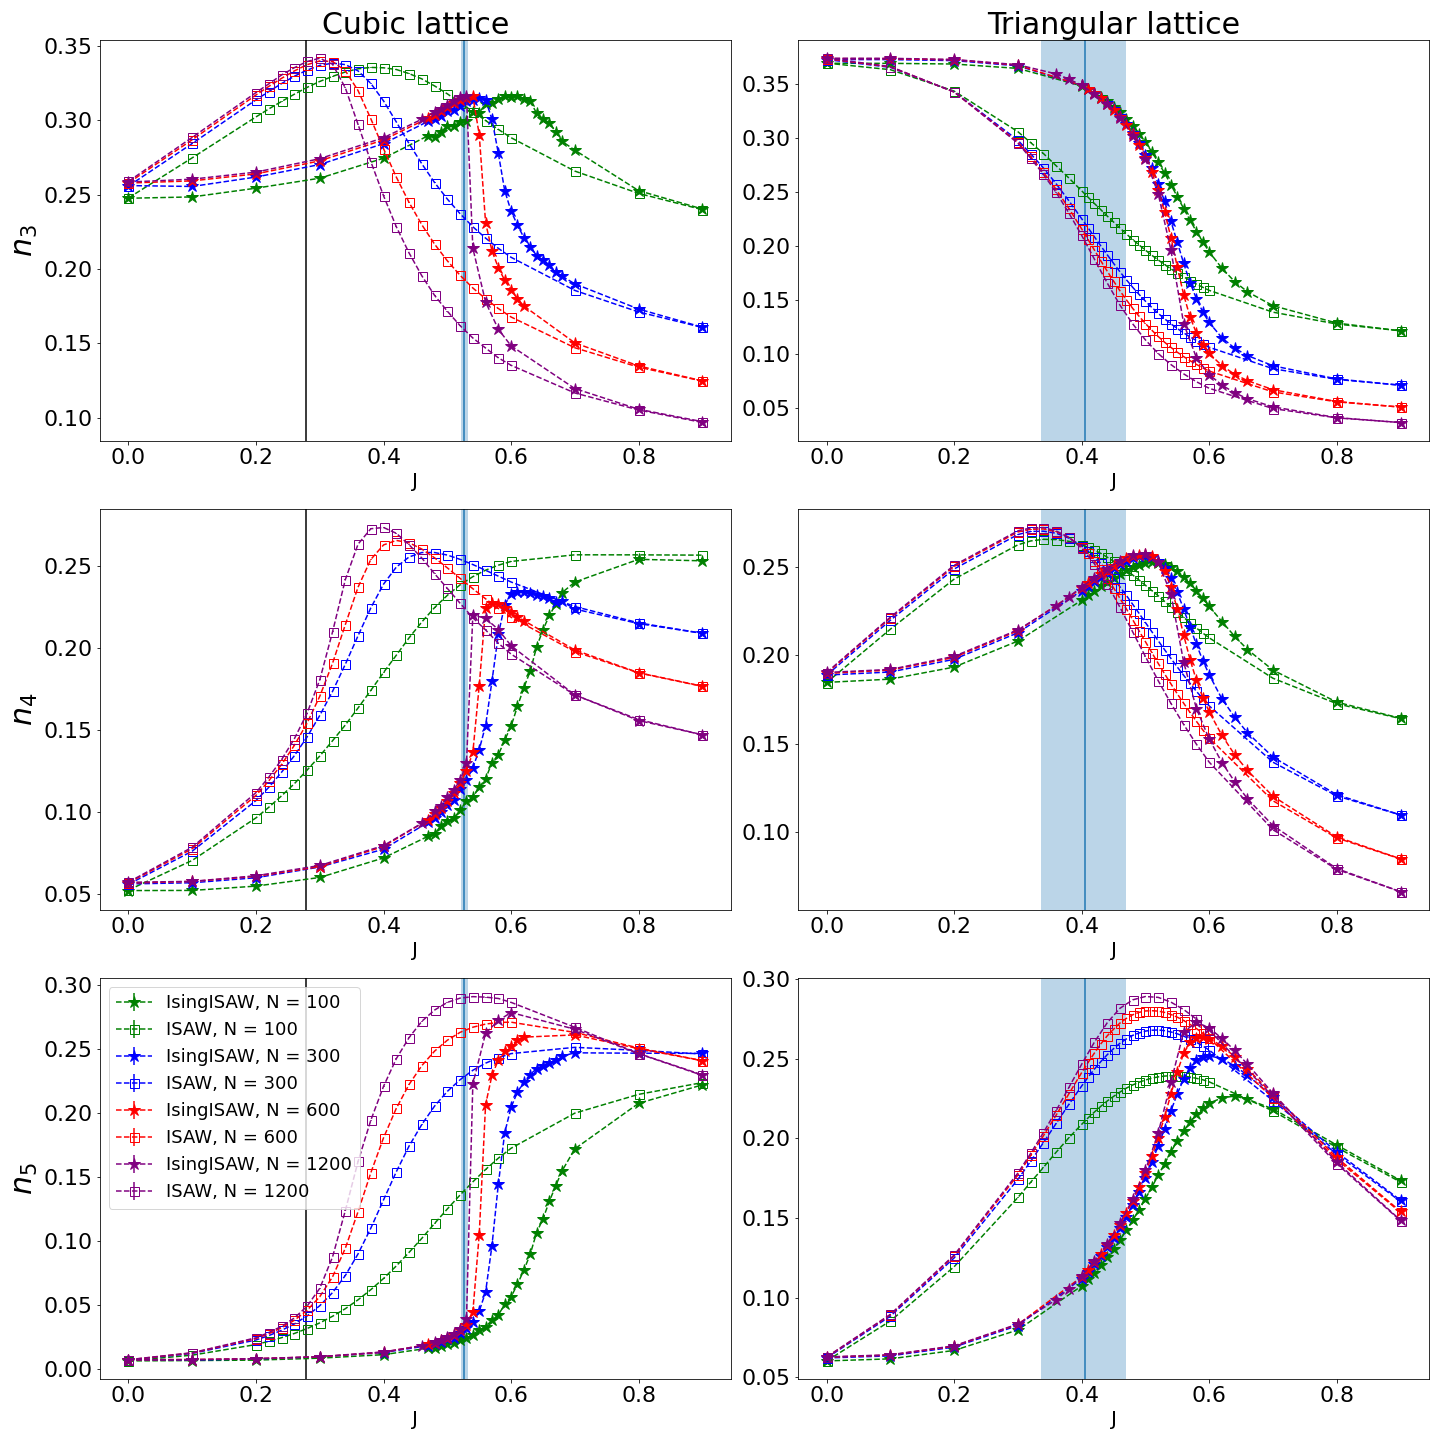 Cubic lattice
Triangular lattice
n3
0.35
0.30
0.25
0.20
0.15
0.10
0.0 0.2 0.4 0.6 0.8
J
0.35
0.30
0.25
0.20
0.15
0.10
0.05
0.0 0.2 0.4 0.6 0.8
J
n4
0.25
0.20
0.15
0.10
0.05
0.0 0.2 0.4 0.6 0.8
J
0.25
0.20
0.15
0.10
0.0 0.2 0.4 0.6 0.8
J
n5
0.30
0.25
0.20
0.15
0.10
0.05
0.00
IsingISAW, N = 100
ISAW, N = 100
IsingISAW, N = 300
ISAW, N = 300
IsingISAW, N = 600
ISAW, N = 600
IsingISAW, N = 1200
ISAW, N = 1200
0.0 0.2 0.4 0.6 0.8
J
0.30
0.25
0.20
0.15
0.10
0.05
0.0 0.2 0.4 0.6 0.8
J